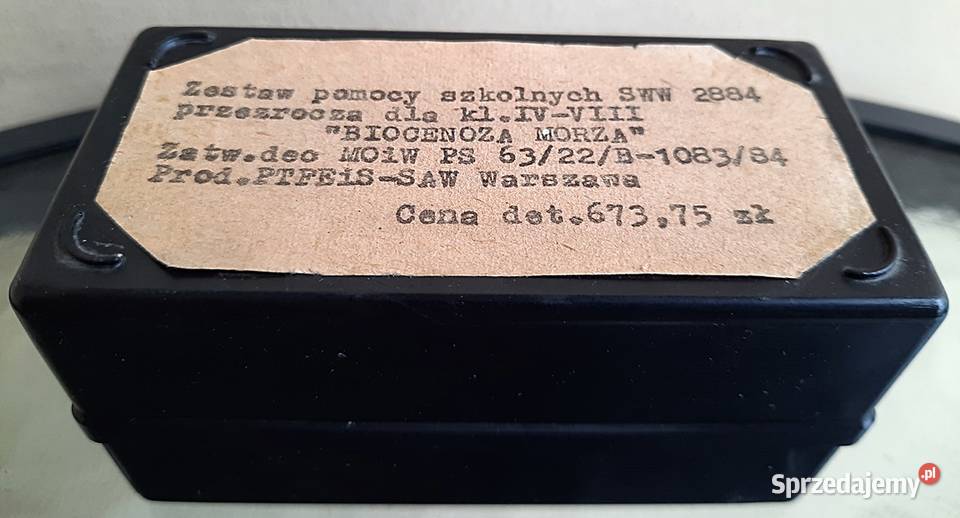 Zestaw pomocy szkolnych SWW 2884
przezrocza dla kl.IV-VIII
"BIOCENOZA MORZA"
Zatw.dec MOiW PS 63/22/B-1083/84
Prod.PTFEiS-SAW Warszawa
Cena det.673,75 zł
Sprzedajemy.pl